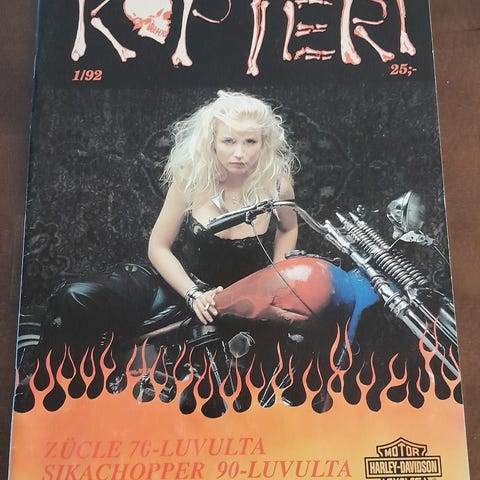 KOPTERI
1/92 25;-
ZÜCLE 70-LUVULTA
SIKACHOPPER 90-LUVULTA
MOTOR
HARLEY-DAVIDSON